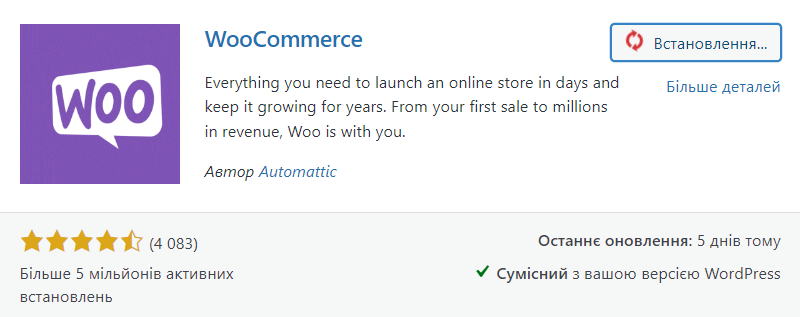 WOO
WooCommerce
Встановлення...
Everything you need to launch an online store in days and
keep it growing for years. From your first sale to millions
in revenue, Woo is with you.
Більше деталей
Автор Automattic
(4 083)
Більше 5 мільйонів активних
встановлень
Останнє оновлення: 5 днів тому
Сумісний з вашою версією WordPress